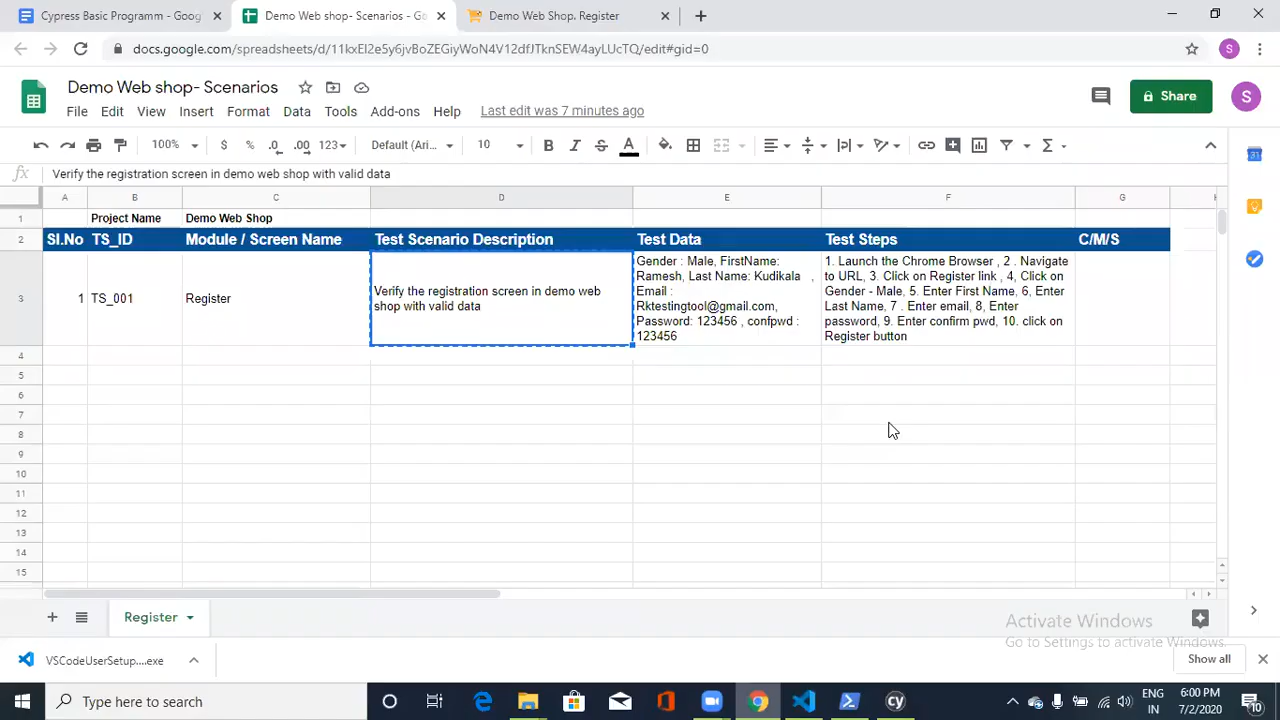 Cypress Basic Programm - Goog
Demo Web shop- Scenarios - Go
Demo Web Shop. Register
docs.google.com/spreadsheets/d/11kxEI2e5y6jvBoZEGiyWoN4V12dfJTknSEW4ayLUcTQ/edit#gid=0
S
Demo Web shop- Scenarios
Share
S
File Edit View Insert Format Data Tools Add-ons Help Last edit was 7 minutes ago
100% $ % .0 .00 123 Default (Ari... 10 B I S A
31
fx Verify the registration screen in demo web shop with valid data
A B C D E F G
1 Project Name Demo Web Shop
2 Sl.No TS_ID Module / Screen Name Test Scenario Description Test Data Test Steps C/M/S
3 1 TS_001 Register
Verify the registration screen in demo web
shop with valid data
Gender : Male, FirstName:
Ramesh, Last Name: Kudikala ,
Email :
Rktestingtool@gmail.com,
Password: 123456 , confpwd :
123456
1. Launch the Chrome Browser , 2 . Navigate
to URL, 3. Click on Register link , 4, Click on
Gender - Male, 5. Enter First Name, 6, Enter
Last Name, 7 . Enter email, 8, Enter
password, 9. Enter confirm pwd, 10. click on
Register button
4
5
6
7
8
9
10
11
12
13
14
15
Register
Activate Windows
Go to Settings to activate Windows.
VSCodeUserSetup....exe
Show all
Type here to search
cy
ENG
IN
6:00 PM
7/2/2020
10